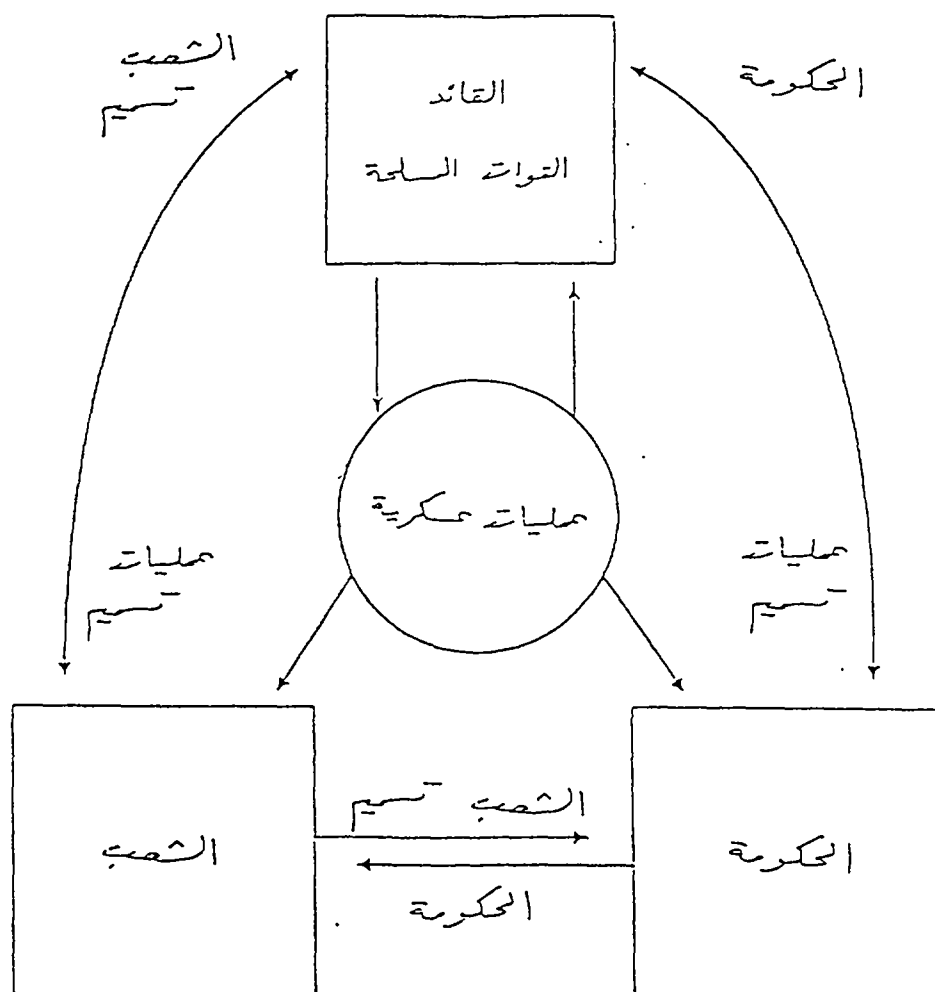 الشعب
تسميم
الحكومة
القائد
القوات المسلحة
عمليات عسكرية
عمليات
تسميم
عمليات
تسميم
الشعب تسميم
الحكومة
الشعب
الحكومة